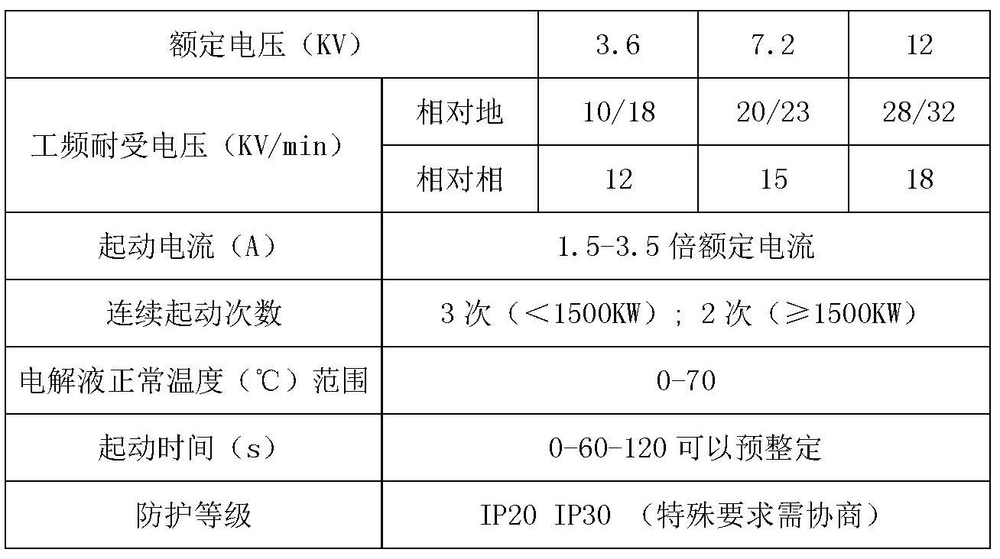 额定电压（KV） 3.6 7.2 12
工频耐受电压（KV/min） 相对地 10/18 20/23 28/32
相对相 12 15 18
起动电流（A） 1.5-3.5倍额定电流
连续起动次数 3次（＜1500KW）; 2次（≥1500KW）
电解液正常温度（℃）范围 0-70
起动时间（s） 0-60-120可以预整定
防护等级 IP20 IP30 （特殊要求需协商）